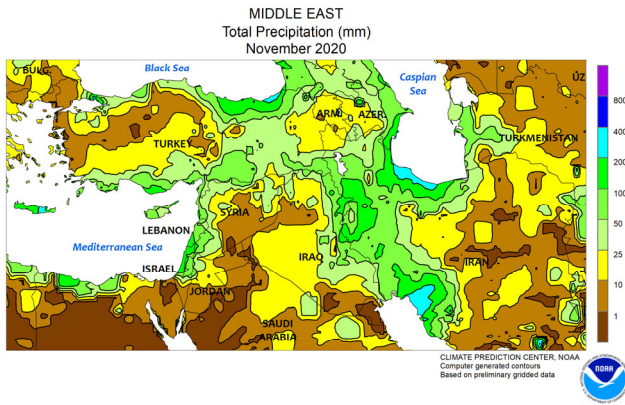 MIDDLE EAST
Total Precipitation (mm)
November 2020
BULG.
Black Sea
Caspian
Sea
UZ
ARM.
AZER.
TURKEY
TURKMENISTAN
SYRIA
LEBANON
Mediterranean Sea
ISRAEL
IRAQ
IRAN
JORDAN
SAUDI
ARABIA
800
400
200
100
50
25
10
1
CLIMATE PREDICTION CENTER, NOAA
Computer generated contours
Based on preliminary gridded data
NOAA